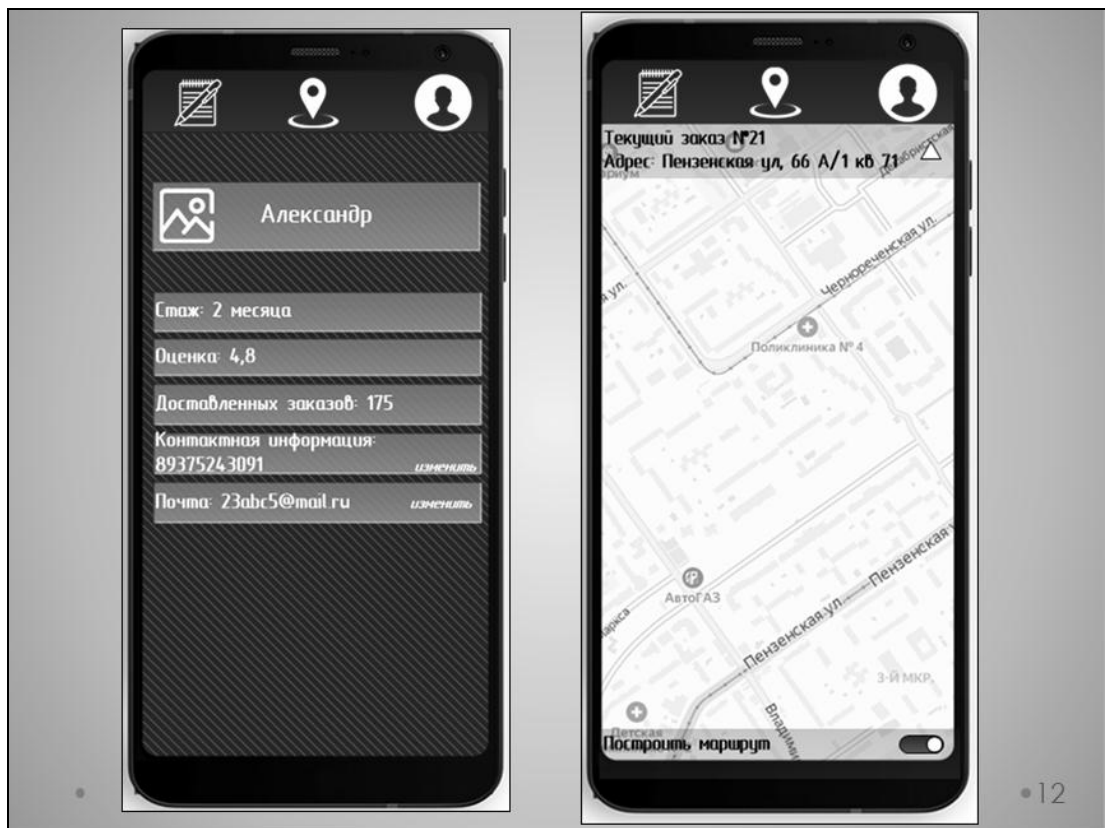 Александр
Стаж: 2 месяца
Оценка: 4,8
Доставленных заказов: 175
Контактная информация:
89375243091 изменить
Почта: 23abc5@mail.ru изменить
Текущий заказ №21
Адрес: Пензенская ул, 66 А/1 кв 71
Чернореченская ул.
ул.
Поликлиника № 4
АвтоГАЗ
Пензенская ул.
Пензенская
3-Й МКР.
Детская
Построить маршрут
12